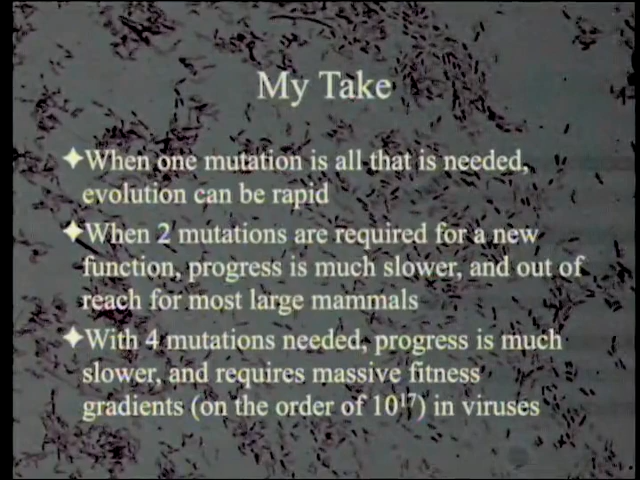 My Take
✦When one mutation is all that is needed,
evolution can be rapid
✦When 2 mutations are required for a new
function, progress is much slower, and out of
reach for most large mammals
✦With 4 mutations needed, progress is much
slower, and requires massive fitness
gradients (on the order of 10¹⁷) in viruses